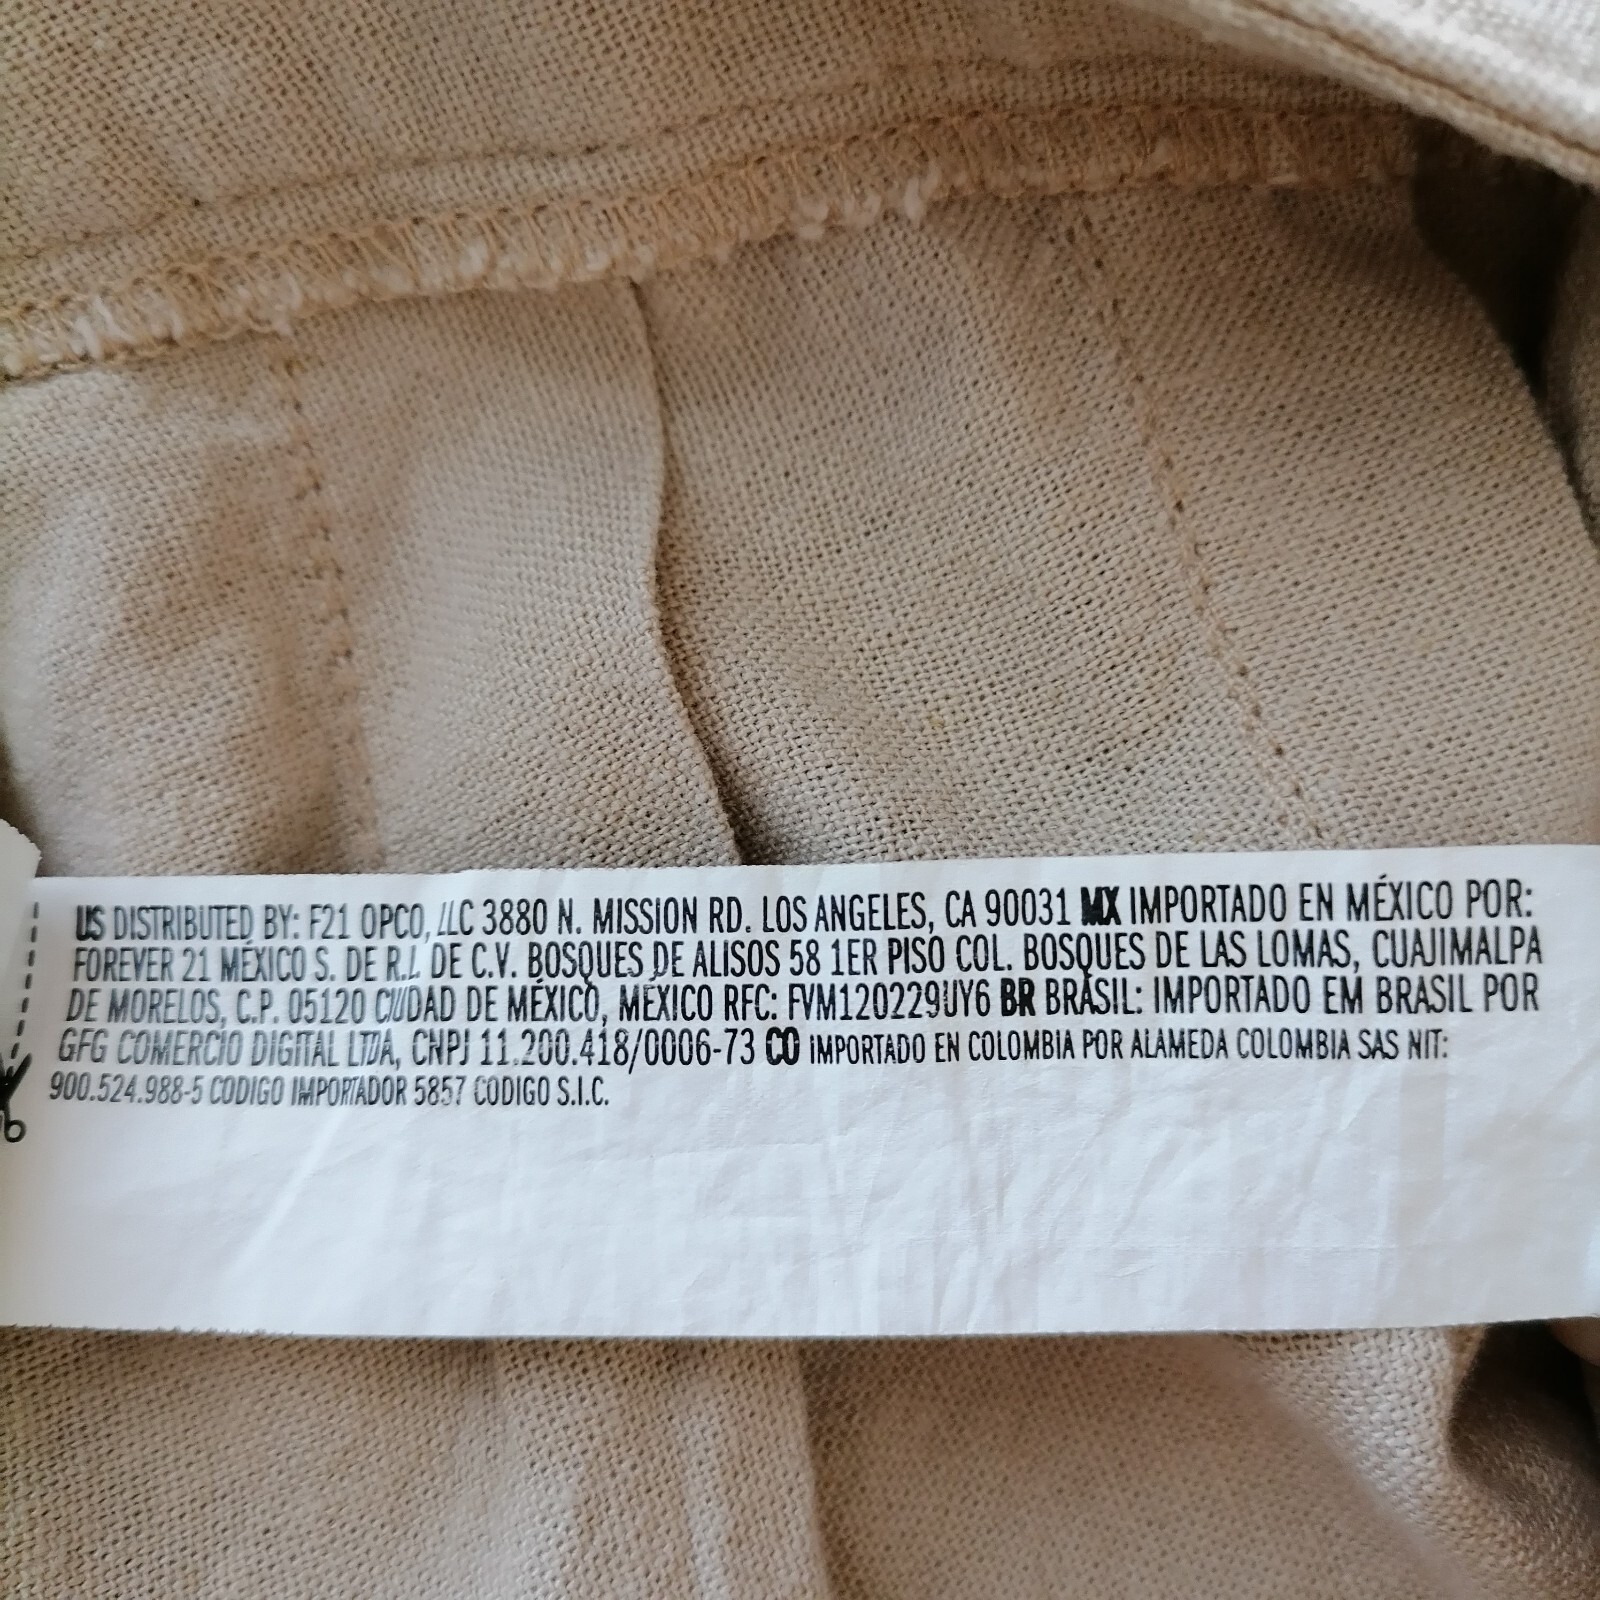 US DISTRIBUTED BY: F21 OPCO, LLC 3880 N. MISSION RD. LOS ANGELES, CA 90031 MX IMPORTADO EN MÉXICO POR:
FOREVER 21 MÉXICO S. DE R.L DE C.V. BOSQUES DE ALISOS 58 1ER PISO COL. BOSQUES DE LAS LOMAS, CUAJIMALPA
DE MORELOS, C.P. 05120 CIUDAD DE MÉXICO, MÉXICO RFC: FVM120229UY6 BR BRASIL: IMPORTADO EM BRASIL POR
GFG COMERCIO DIGITAL LTDA, CNPJ 11.200.418/0006-73 CO IMPORTADO EN COLOMBIA POR ALAMEDA COLOMBIA SAS NIT:
900.524.988-5 CODIGO IMPORTADOR 5857 CODIGO S.I.C.